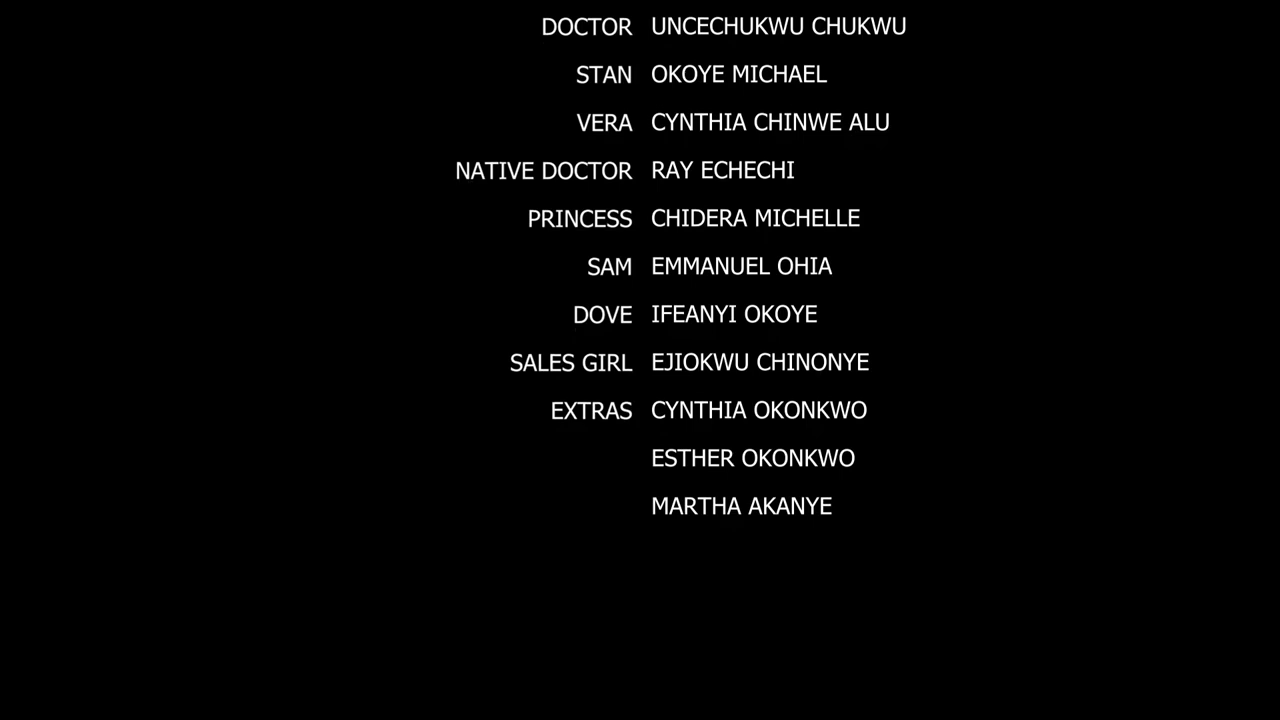 DOCTOR UNCECHUKWU CHUKWU
STAN OKOYE MICHAEL
VERA CYNTHIA CHINWE ALU
NATIVE DOCTOR RAY ECHECHI
PRINCESS CHIDERA MICHELLE
SAM EMMANUEL OHIA
DOVE IFEANYI OKOYE
SALES GIRL EJIOKWU CHINONYE
EXTRAS CYNTHIA OKONKWO
ESTHER OKONKWO
MARTHA AKANYE